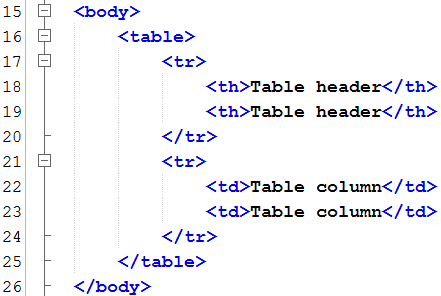 15 <body>
16 <table>
17 <tr>
18 <th>Table header</th>
19 <th>Table header</th>
20 </tr>
21 <tr>
22 <td>Table column</td>
23 <td>Table column</td>
24 </tr>
25 </table>
26 </body>